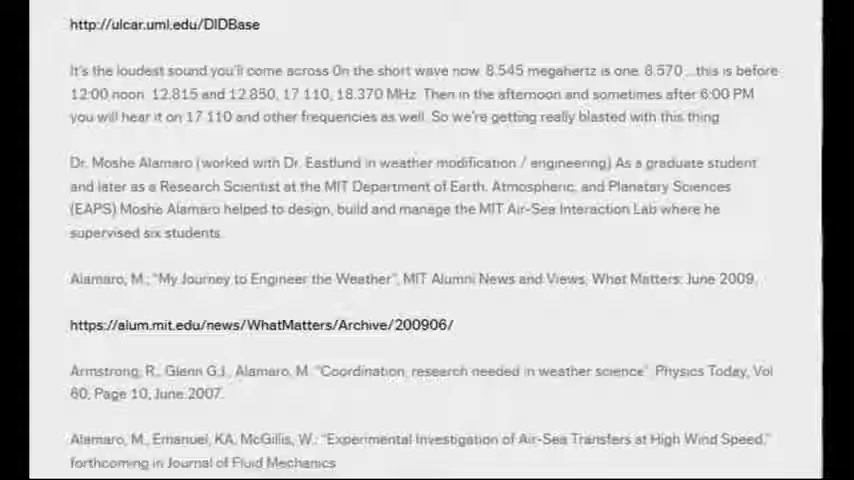 http://ulcar.uml.edu/DIDBase
It's the loudest sound you'll come across 0n the short wave now. 8.545 megahertz is one. 8.570 ...this is before
12:00 noon. 12.815 and 12.850, 17 110, 18.370 MHz. Then in the afternoon and sometimes after 6:00 PM
you will hear it on 17 110 and other frequencies as well. So we're getting really blasted with this thing
Dr. Moshe Alamaro (worked with Dr. Eastlund in weather modification / engineering) As a graduate student
and later as a Research Scientist at the MIT Department of Earth, Atmospheric, and Planetary Sciences
(EAPS) Moshe Alamaro helped to design, build and manage the MIT Air-Sea Interaction Lab where he
supervised six students.
Alamaro, M.; "My Journey to Engineer the Weather", MIT Alumni News and Views, What Matters: June 2009.
https://alum.mit.edu/news/WhatMatters/Archive/200906/
Armstrong, R., Glenn G.J., Alamaro, M. "Coordination, research needed in weather science". Physics Today, Vol
60, Page 10, June 2007.
Alamaro, M., Emanuel, KA, McGillis, W.: "Experimental Investigation of Air-Sea Transfers at High Wind Speed,"
forthcoming in Journal of Fluid Mechanics